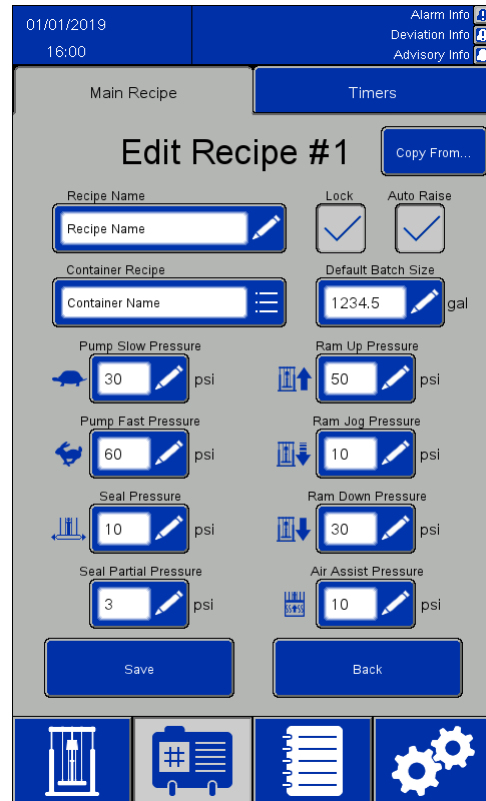 01/01/2019
16:00
Alarm Info
Deviation Info
Advisory Info
Main Recipe
Timers
Edit Recipe #1
Copy From...
Recipe Name
Lock
Auto Raise
Recipe Name
Container Recipe
Default Batch Size
Container Name
1234.5
gal
Pump Slow Pressure
Ram Up Pressure
30
psi
50
psi
Pump Fast Pressure
Ram Jog Pressure
60
psi
10
psi
Seal Pressure
Ram Down Pressure
10
psi
30
psi
Seal Partial Pressure
Air Assist Pressure
3
psi
10
psi
Save
Back
#